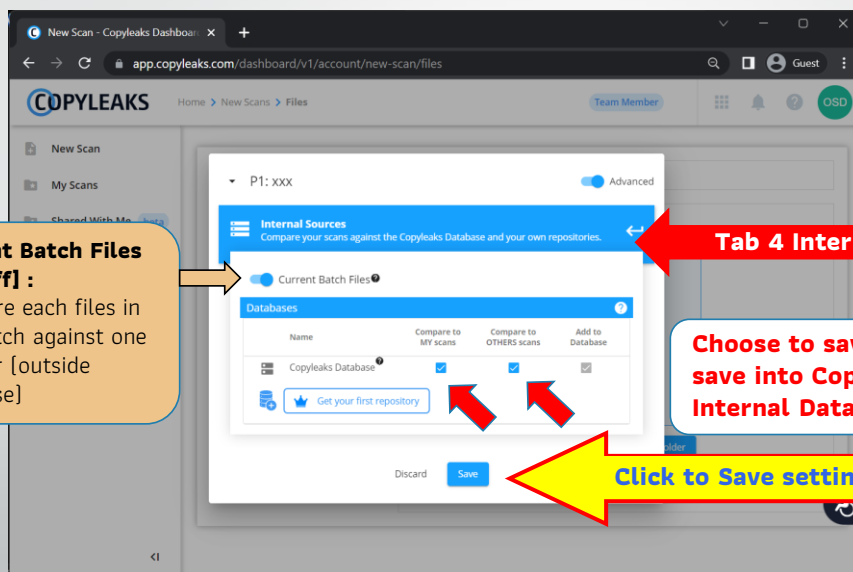 New Scan - Copyleaks Dashboar
app.copyleaks.com/dashboard/v1/account/new-scan/files
Guest
COPYLEAKS
Home > New Scans > Files
Team Member
OSD
New Scan
My Scans
Shared With Me beta
P1: xxx
Advanced
Internal Sources
Compare your scans against the Copyleaks Database and your own repositories.
Tab 4 Inter
t Batch Files
ff] :
re each files in
tch against one
r (outside
se)
Current Batch Files
Databases
Name
Compare to MY scans
Compare to OTHERS scans
Add to Database
Copyleaks Database
Get your first repository
Choose to sav
save into Cop
Internal Data
older
Discard
Save
Click to Save settin